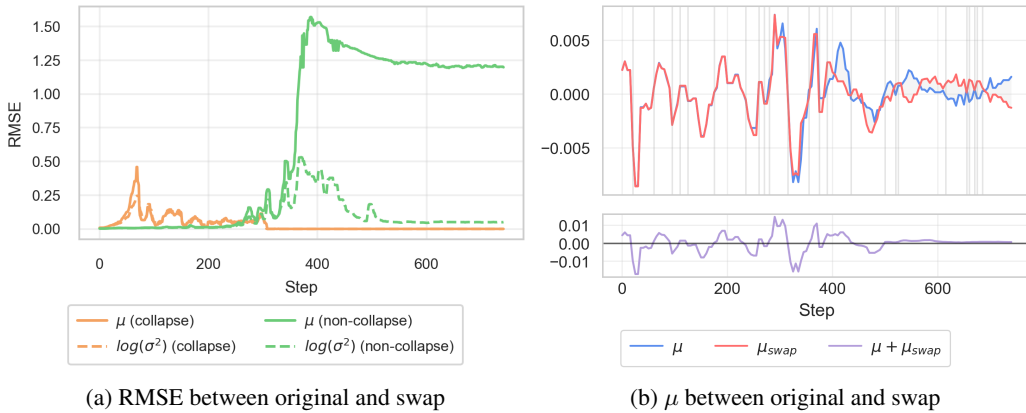 1.50
1.25
1.00
0.75
0.50
0.25
0.00
RMSE
0
200
400
600
Step
μ (collapse)
log(σ²) (collapse)
μ (non-collapse)
log(σ²) (non-collapse)
(a) RMSE between original and swap
0.005
0.000
−0.005
0.01
0.00
−0.01
0
200
400
600
Step
μ
μ_swap
μ + μ_swap
(b) μ between original and swap